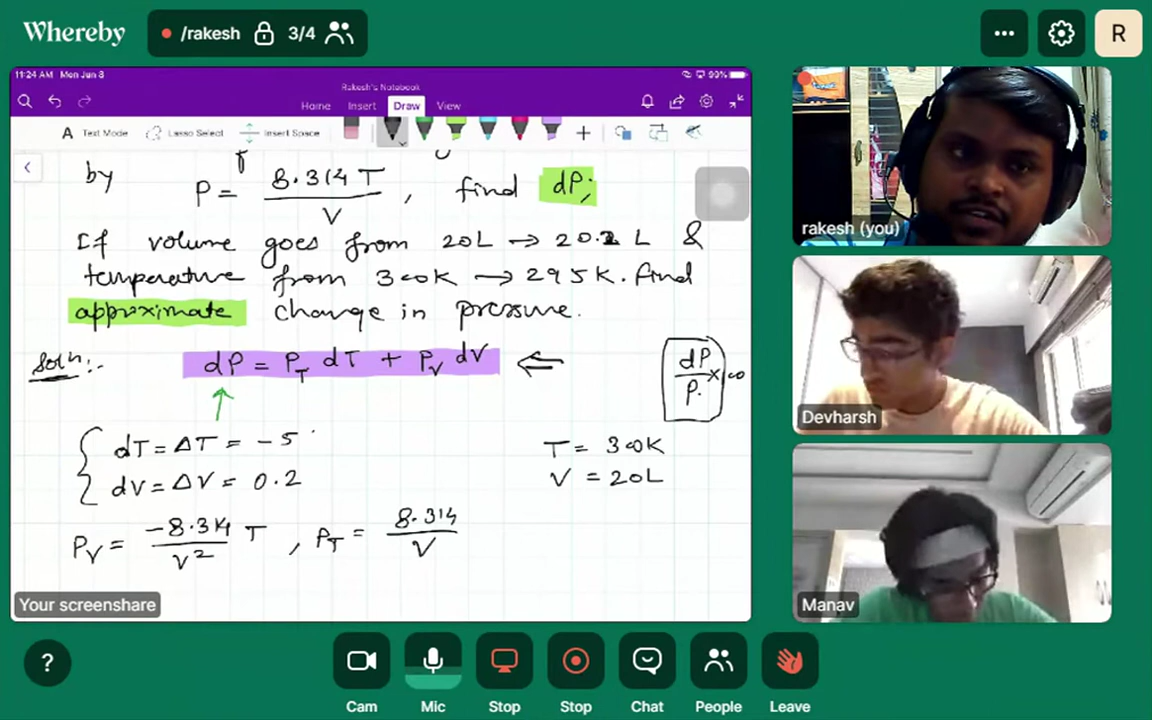 Whereby
/rakesh 3/4
R
11:24 AM Mon Jun 8
99%
Rakesh's Notebook
Home Insert Draw View
A Text Mode Lasso Select Insert Space
by P = 8.314 T / V , find dP;
If volume goes from 20L → 20.2 L &
temperature from 300K → 295K. Find
approximate change in pressure.
Soln:- dP = P_T dT + P_V dV ⇐
dP/P × 100
dT = ΔT = -5
dV = ΔV = 0.2
T = 300K
V = 20L
P_V = -8.314/V² T , P_T = 8.314/V
Your screenshare
rakesh (you)
Devharsh
Manav
?
Cam Mic Stop Stop Chat People Leave